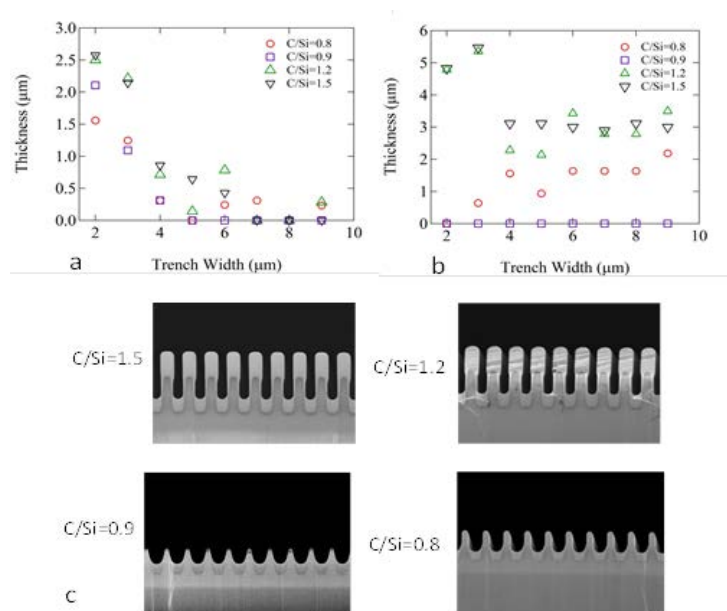 3.0
2.5
2.0
1.5
1.0
0.5
0.0
Thickness (μm)
C/Si=0.8
C/Si=0.9
C/Si=1.2
C/Si=1.5
2 4 6 8 10
a
Trench Width (μm)
6
5
4
3
2
1
0
Thickness (μm)
C/Si=0.8
C/Si=0.9
C/Si=1.2
C/Si=1.5
2 4 6 8 10
b
Trench Width (μm)
C/Si=1.5
C/Si=1.2
C/Si=0.9
C/Si=0.8
C